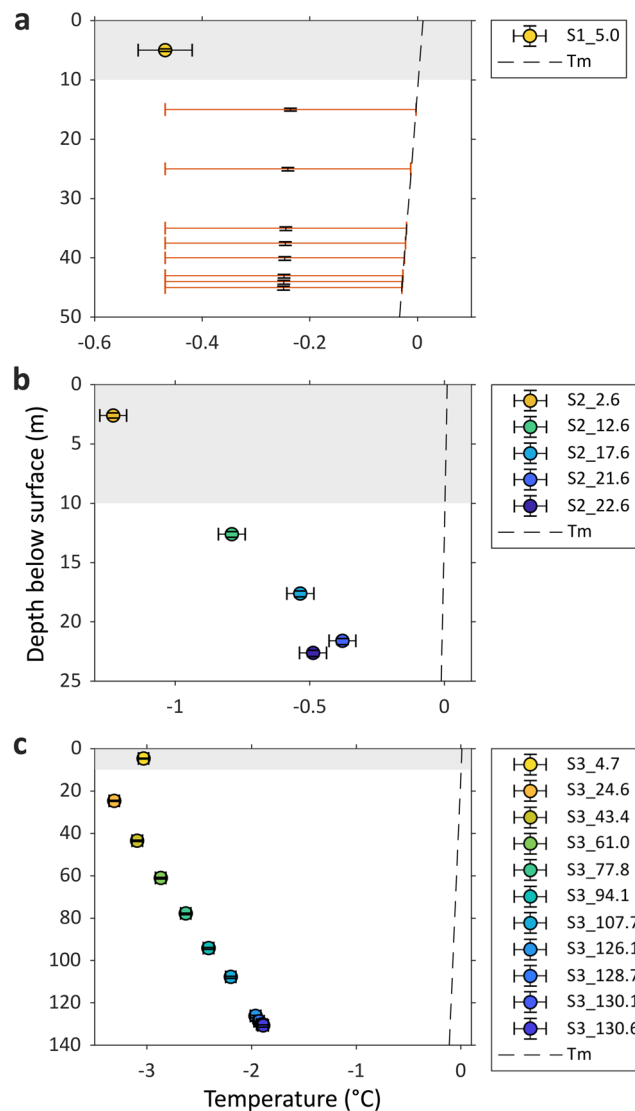 a
0
10
20
30
40
50
-0.6
-0.4
-0.2
0
S1_5.0
Tm
b
Depth below surface (m)
0
5
10
15
20
25
-1
-0.5
0
S2_2.6
S2_12.6
S2_17.6
S2_21.6
S2_22.6
Tm
c
0
20
40
60
80
100
120
140
-3
-2
-1
0
Temperature (°C)
S3_4.7
S3_24.6
S3_43.4
S3_61.0
S3_77.8
S3_94.1
S3_107.7
S3_126.1
S3_128.7
S3_130.1
S3_130.6
Tm